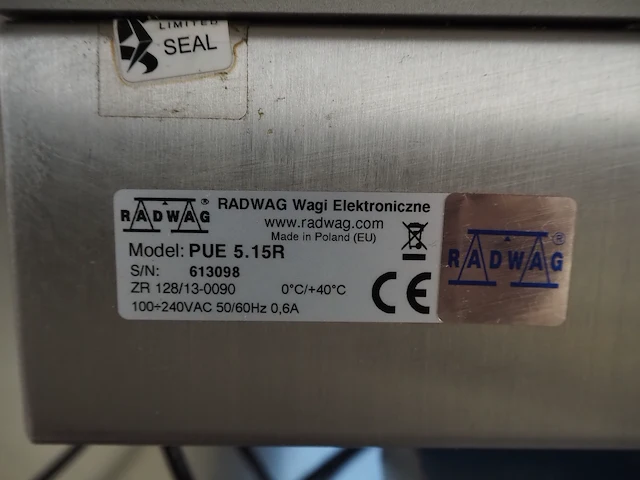 LIMITED
SEAL
RADWAG® RADWAG Wagi Elektroniczne
www.radwag.com
Made in Poland (EU)
Model: PUE 5.15R
S/N: 613098
ZR 128/13-0090 0°C/+40°C
100÷240VAC 50/60Hz 0,6A
CE
RADWAG®